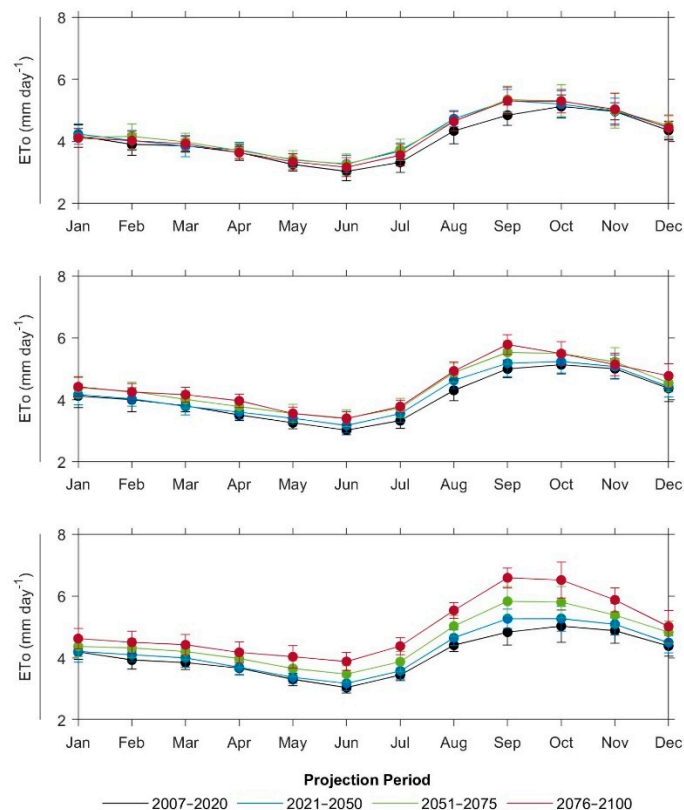 8
6
4
2
ETo (mm day⁻¹)
Jan Feb Mar Apr May Jun Jul Aug Sep Oct Nov Dec
8
6
4
2
ETo (mm day⁻¹)
Jan Feb Mar Apr May Jun Jul Aug Sep Oct Nov Dec
8
6
4
2
ETo (mm day⁻¹)
Jan Feb Mar Apr May Jun Jul Aug Sep Oct Nov Dec
Projection Period
2007–2020 2021–2050 2051–2075 2076–2100